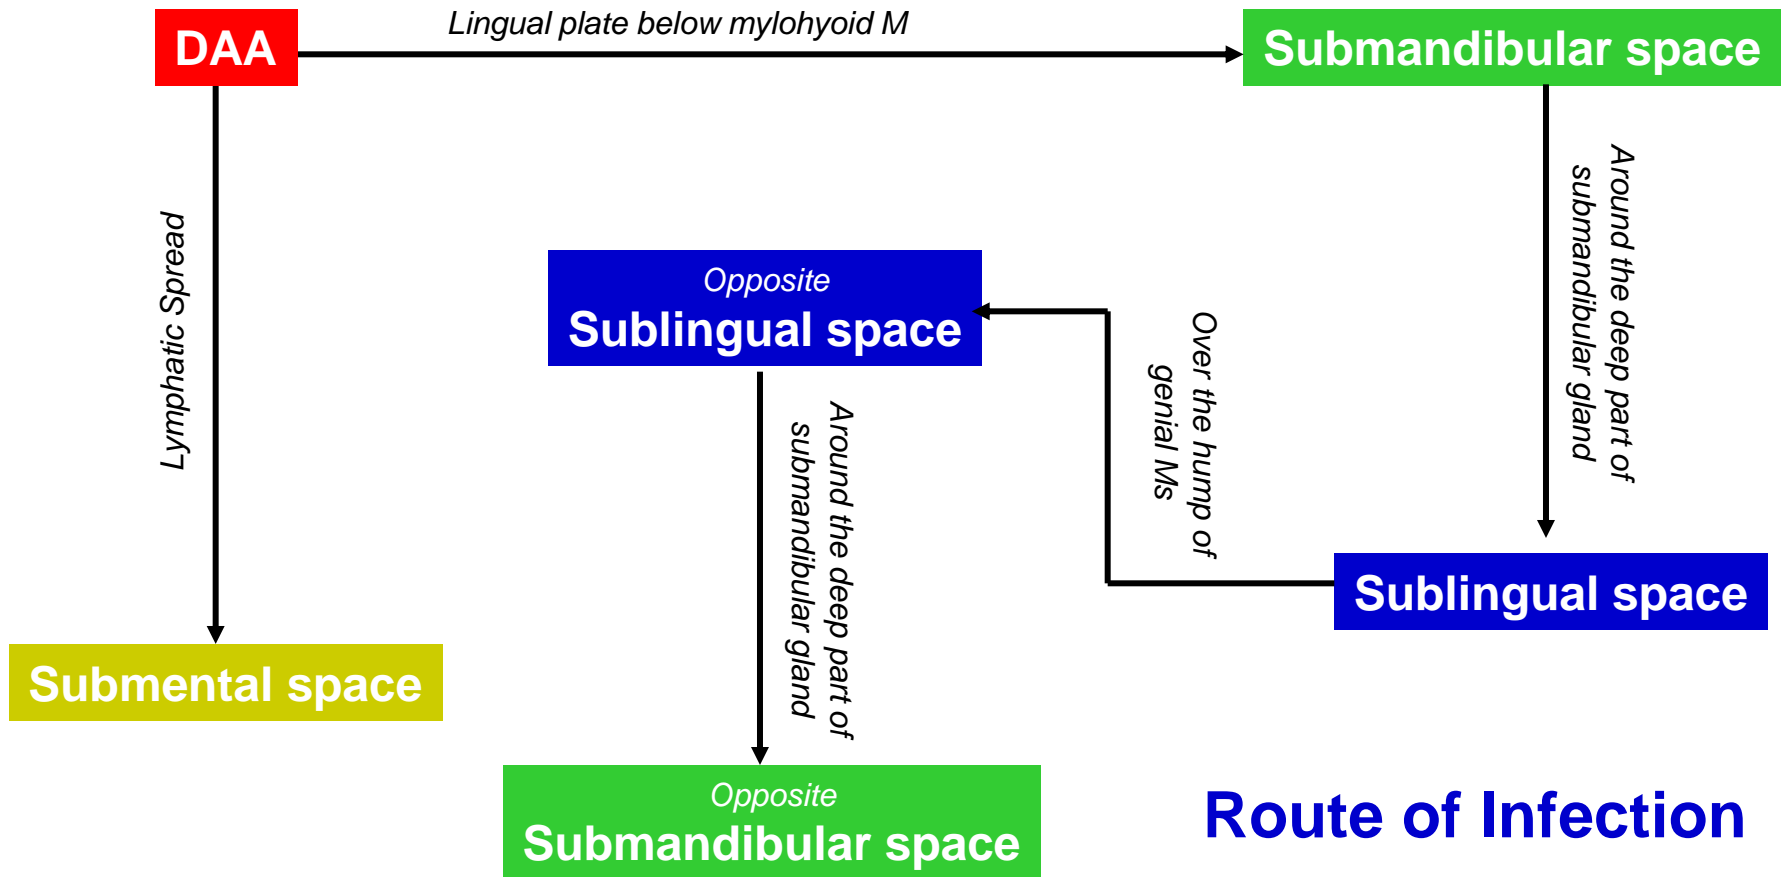 Lingual plate below mylohyoid M
DAA
Submandibular space
Lymphatic Spread
Around the deep part of
submandibular gland
Opposite
Sublingual space
Over the hump of
genial Ms
Around the deep part of
submandibular gland
Sublingual space
Submental space
Opposite
Submandibular space
Route of Infection